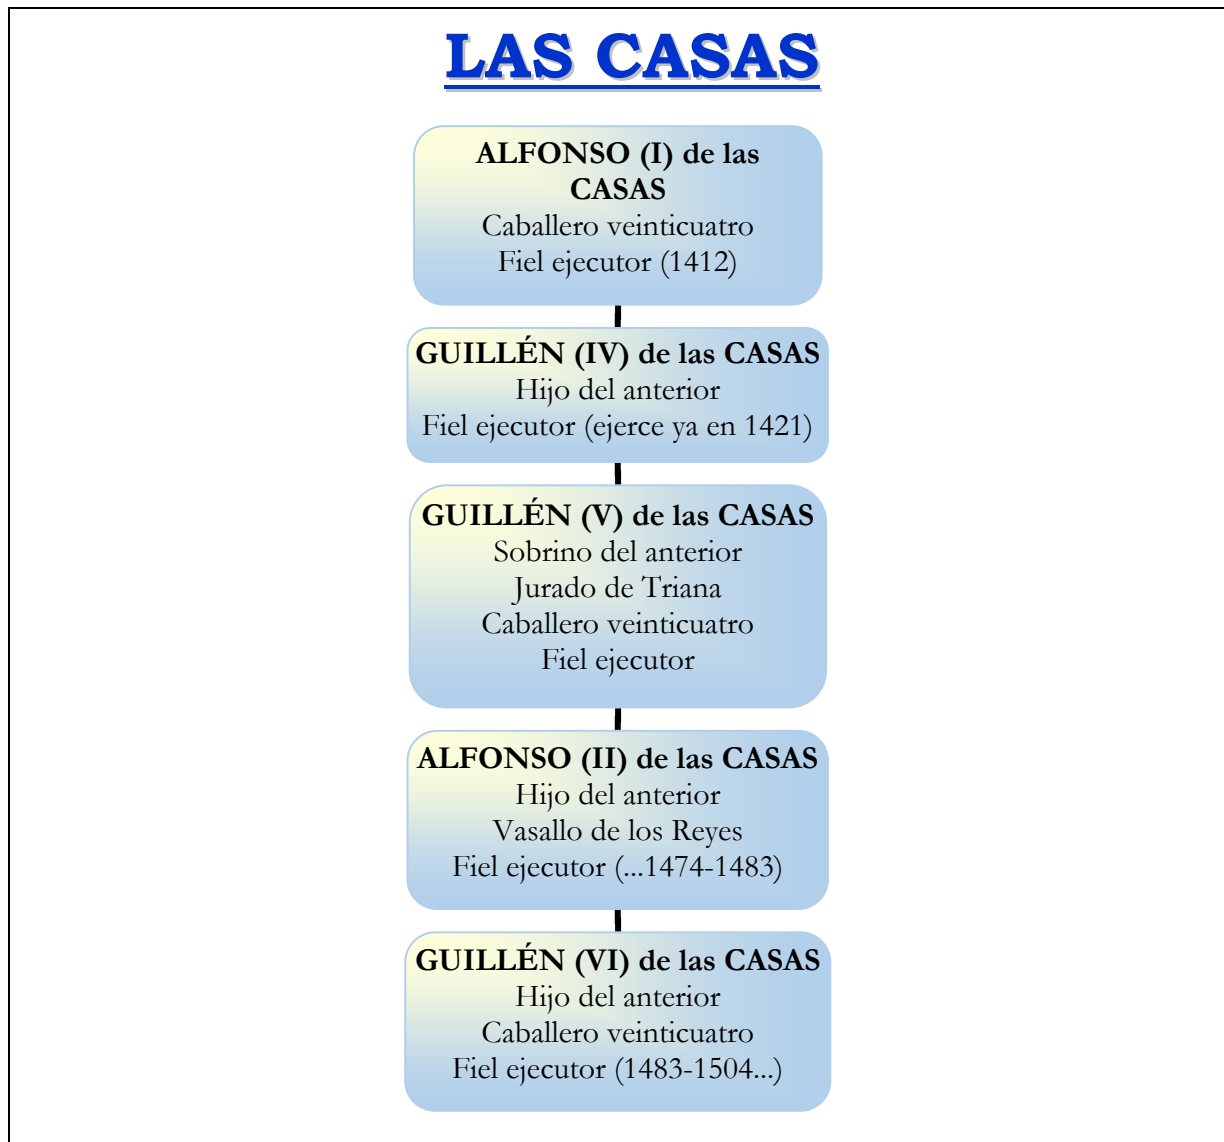 LAS CASAS
ALFONSO (I) de las
CASAS
Caballero veinticuatro
Fiel ejecutor (1412)
GUILLÉN (IV) de las CASAS
Hijo del anterior
Fiel ejecutor (ejerce ya en 1421)
GUILLÉN (V) de las CASAS
Sobrino del anterior
Jurado de Triana
Caballero veinticuatro
Fiel ejecutor
ALFONSO (II) de las CASAS
Hijo del anterior
Vasallo de los Reyes
Fiel ejecutor (...1474-1483)
GUILLÉN (VI) de las CASAS
Hijo del anterior
Caballero veinticuatro
Fiel ejecutor (1483-1504...)